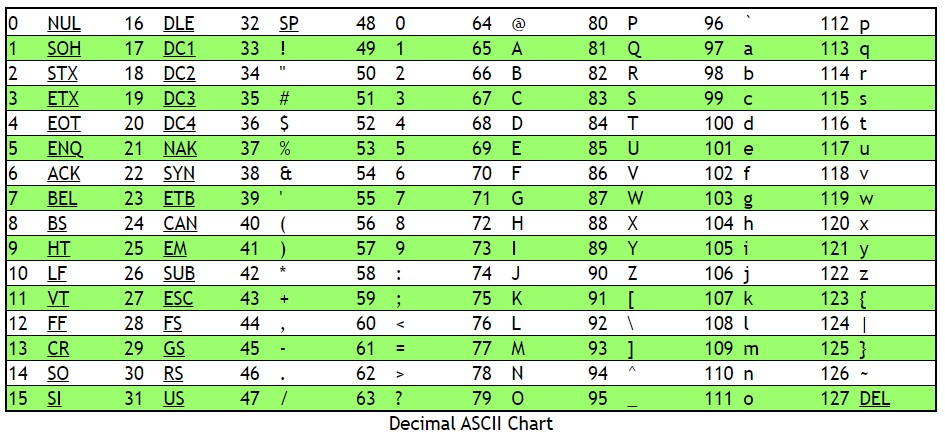 0 NUL 16 DLE 32 SP 48 0 64 @ 80 P 96 ` 112 p
1 SOH 17 DC1 33 ! 49 1 65 A 81 Q 97 a 113 q
2 STX 18 DC2 34 " 50 2 66 B 82 R 98 b 114 r
3 ETX 19 DC3 35 # 51 3 67 C 83 S 99 c 115 s
4 EOT 20 DC4 36 $ 52 4 68 D 84 T 100 d 116 t
5 ENQ 21 NAK 37 % 53 5 69 E 85 U 101 e 117 u
6 ACK 22 SYN 38 & 54 6 70 F 86 V 102 f 118 v
7 BEL 23 ETB 39 ' 55 7 71 G 87 W 103 g 119 w
8 BS 24 CAN 40 ( 56 8 72 H 88 X 104 h 120 x
9 HT 25 EM 41 ) 57 9 73 I 89 Y 105 i 121 y
10 LF 26 SUB 42 * 58 : 74 J 90 Z 106 j 122 z
11 VT 27 ESC 43 + 59 ; 75 K 91 [ 107 k 123 {
12 FF 28 FS 44 , 60 < 76 L 92 \ 108 l 124 |
13 CR 29 GS 45 - 61 = 77 M 93 ] 109 m 125 }
14 SO 30 RS 46 . 62 > 78 N 94 ^ 110 n 126 ~
15 SI 31 US 47 / 63 ? 79 O 95 _ 111 o 127 DEL
Decimal ASCII Chart